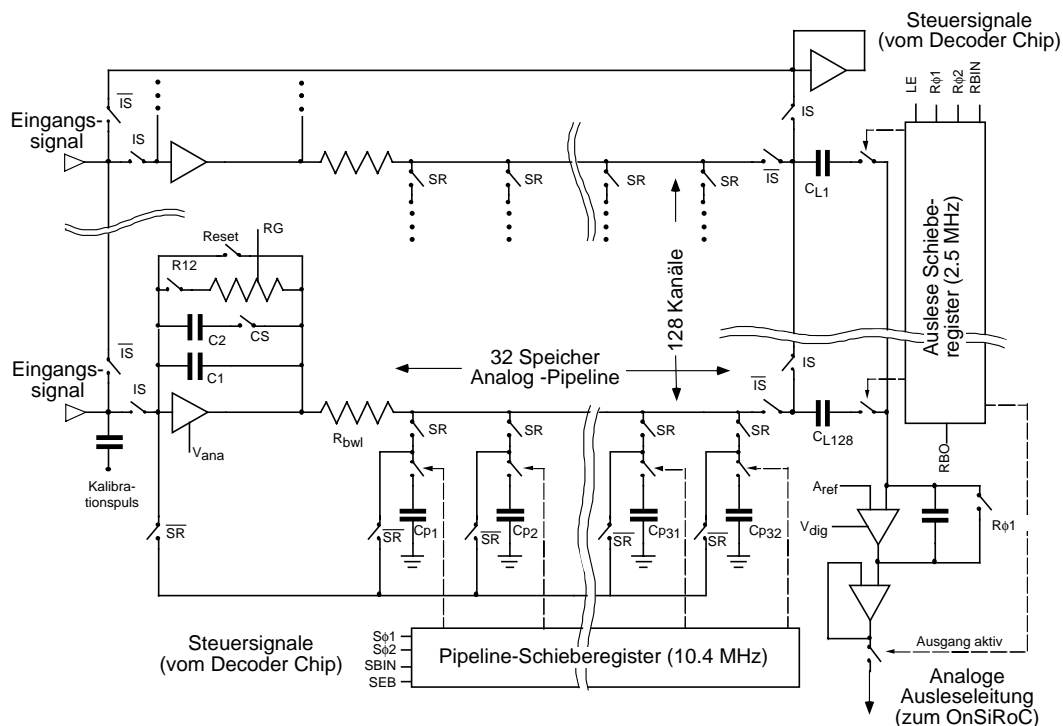 Steuersignale
(vom Decoder Chip)
LE
Rϕ1
Rϕ2
RBIN
IS
Eingangs-
signal
IS
IS
SR
SR
SR
SR
IS
CL1
Reset
RG
R12
C2
CS
C1
128 Kanäle
Auslese Schiebe-
register (2.5 MHz)
IS
Eingangs-
signal
IS
32 Speicher
Analog -Pipeline
IS
IS
Vana
Rbwl
SR
SR
SR
SR
CL128
RBO
Kalibra-
tionspuls
Aref
Vdig
Rϕ1
SR
SR
Cp1
SR
Cp2
SR
Cp31
SR
Cp32
Steuersignale
(vom Decoder Chip)
Sϕ1
Sϕ2
SBIN
SEB
Pipeline-Schieberegister (10.4 MHz)
Ausgang aktiv
Analoge
Ausleseleitung
(zum OnSiRoC)